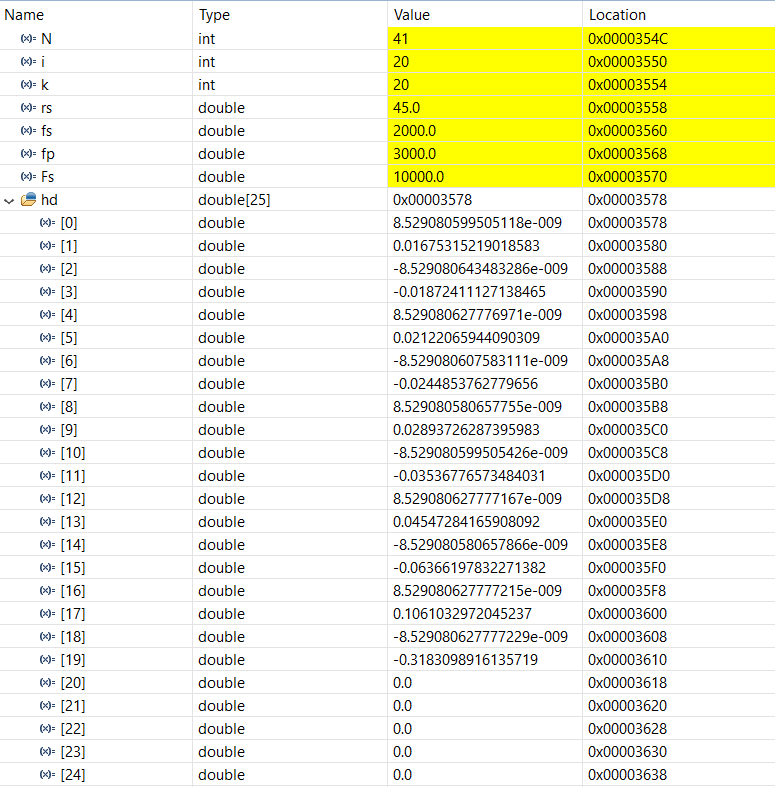 Name Type Value Location
(x)= N int 41 0x0000354C
(x)= i int 20 0x00003550
(x)= k int 20 0x00003554
(x)= rs double 45.0 0x00003558
(x)= fs double 2000.0 0x00003560
(x)= fp double 3000.0 0x00003568
(x)= Fs double 10000.0 0x00003570
hd double[25] 0x00003578 0x00003578
(x)= [0] double 8.529080599505118e-009 0x00003578
(x)= [1] double 0.01675315219018583 0x00003580
(x)= [2] double -8.529080643483286e-009 0x00003588
(x)= [3] double -0.01872411127138465 0x00003590
(x)= [4] double 8.529080627776971e-009 0x00003598
(x)= [5] double 0.02122065944090309 0x000035A0
(x)= [6] double -8.529080607583111e-009 0x000035A8
(x)= [7] double -0.0244853762779656 0x000035B0
(x)= [8] double 8.529080580657755e-009 0x000035B8
(x)= [9] double 0.02893726287395983 0x000035C0
(x)= [10] double -8.529080599505426e-009 0x000035C8
(x)= [11] double -0.03536776573484031 0x000035D0
(x)= [12] double 8.529080627777167e-009 0x000035D8
(x)= [13] double 0.04547284165908092 0x000035E0
(x)= [14] double -8.529080580657866e-009 0x000035E8
(x)= [15] double -0.06366197832271382 0x000035F0
(x)= [16] double 8.529080627777215e-009 0x000035F8
(x)= [17] double 0.1061032972045237 0x00003600
(x)= [18] double -8.529080627777229e-009 0x00003608
(x)= [19] double -0.3183098916135719 0x00003610
(x)= [20] double 0.0 0x00003618
(x)= [21] double 0.0 0x00003620
(x)= [22] double 0.0 0x00003628
(x)= [23] double 0.0 0x00003630
(x)= [24] double 0.0 0x00003638